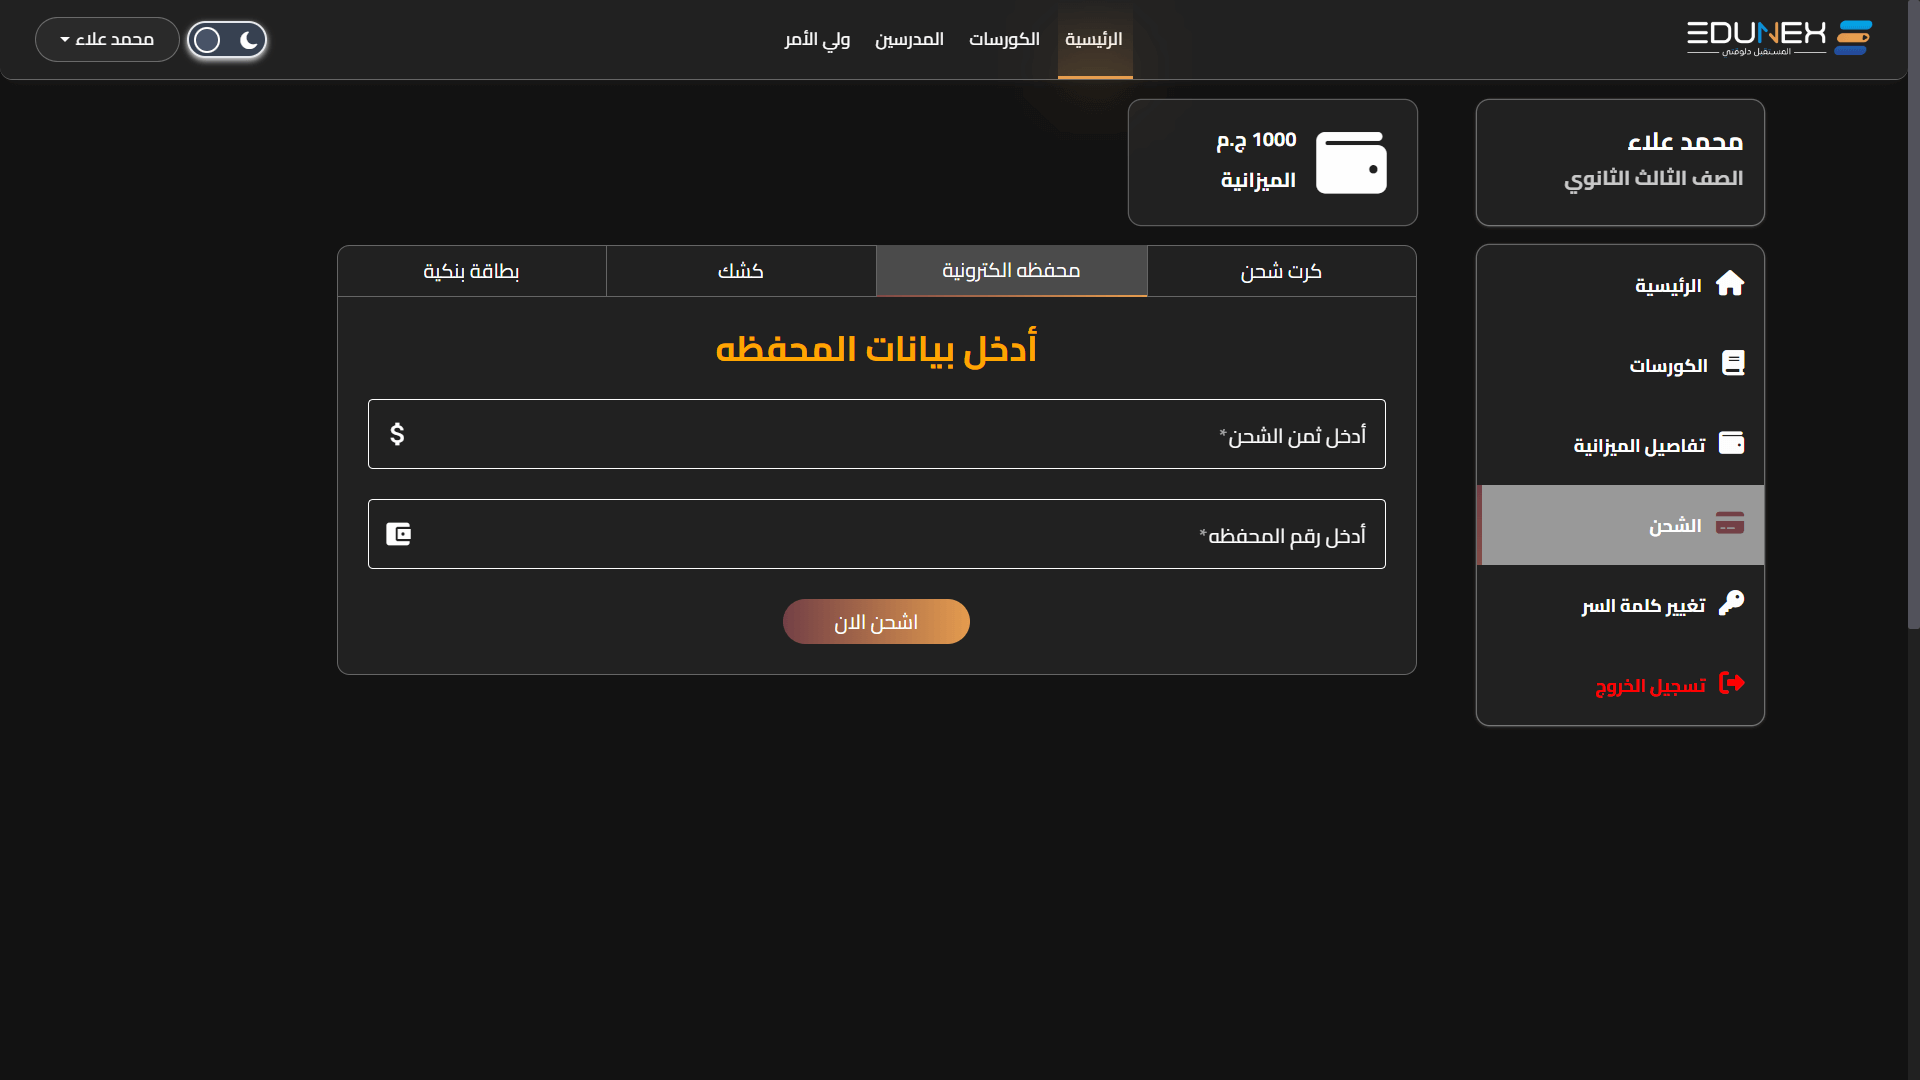 EDUNEX
المستقبل دلوقتي
الرئيسية
الكورسات
المدرسين
ولي الأمر
محمد علاء
محمد علاء
الصف الثالث الثانوي
1000 ج.م
الميزانية
الرئيسية
الكورسات
تفاصيل الميزانية
الشحن
تغيير كلمة السر
تسجيل الخروج
كرت شحن
محفظه الكترونية
كشك
بطاقة بنكية
أدخل بيانات المحفظه
أدخل ثمن الشحن*
أدخل رقم المحفظه*
اشحن الان